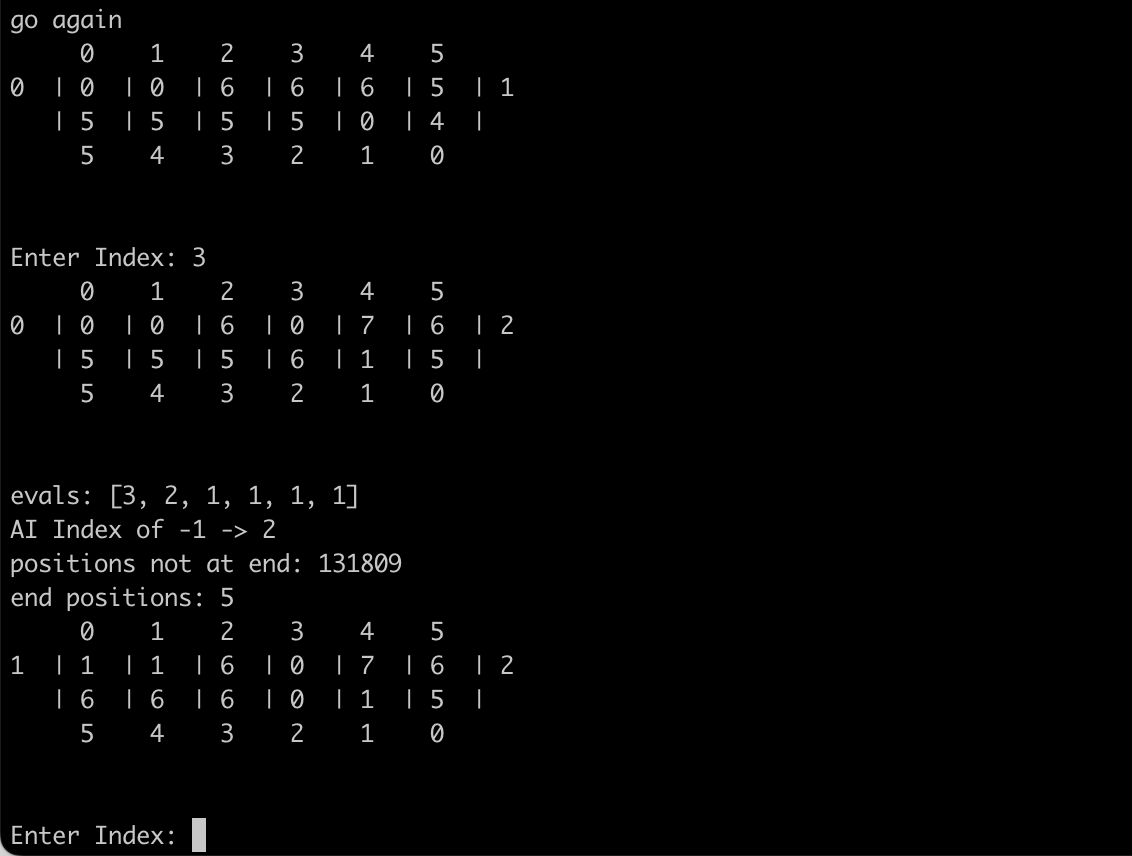 go again
0 1 2 3 4 5
0 | 0 | 0 | 6 | 6 | 6 | 5 | 1
| 5 | 5 | 5 | 5 | 0 | 4 |
5 4 3 2 1 0
Enter Index: 3
0 1 2 3 4 5
0 | 0 | 0 | 6 | 0 | 7 | 6 | 2
| 5 | 5 | 5 | 6 | 1 | 5 |
5 4 3 2 1 0
evals: [3, 2, 1, 1, 1, 1]
AI Index of -1 -> 2
positions not at end: 131809
end positions: 5
0 1 2 3 4 5
1 | 1 | 1 | 6 | 0 | 7 | 6 | 2
| 6 | 6 | 6 | 0 | 1 | 5 |
5 4 3 2 1 0
Enter Index: